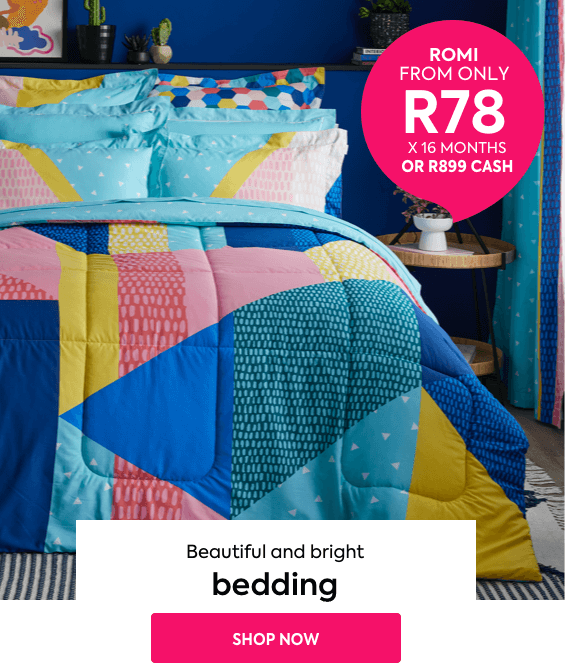 ROMI
FROM ONLY
R78
X 16 MONTHS
OR R899 CASH
Beautiful and bright
bedding
SHOP NOW